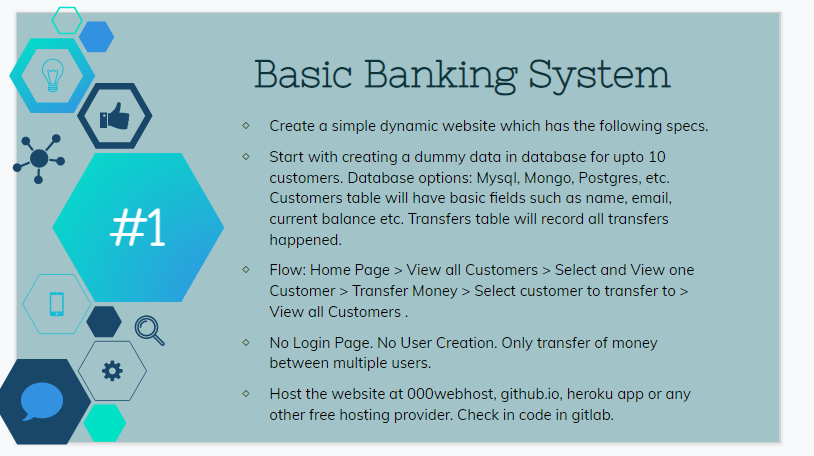 Basic Banking System
Create a simple dynamic website which has the following specs.
Start with creating a dummy data in database for upto 10
customers. Database options: Mysql, Mongo, Postgres, etc.
Customers table will have basic fields such as name, email,
current balance etc. Transfers table will record all transfers
happened.
#1
Flow: Home Page > View all Customers > Select and View one
Customer > Transfer Money > Select customer to transfer to >
View all Customers .
No Login Page. No User Creation. Only transfer of money
between multiple users.
Host the website at 000webhost, github.io, heroku app or any
other free hosting provider. Check in code in gitlab.